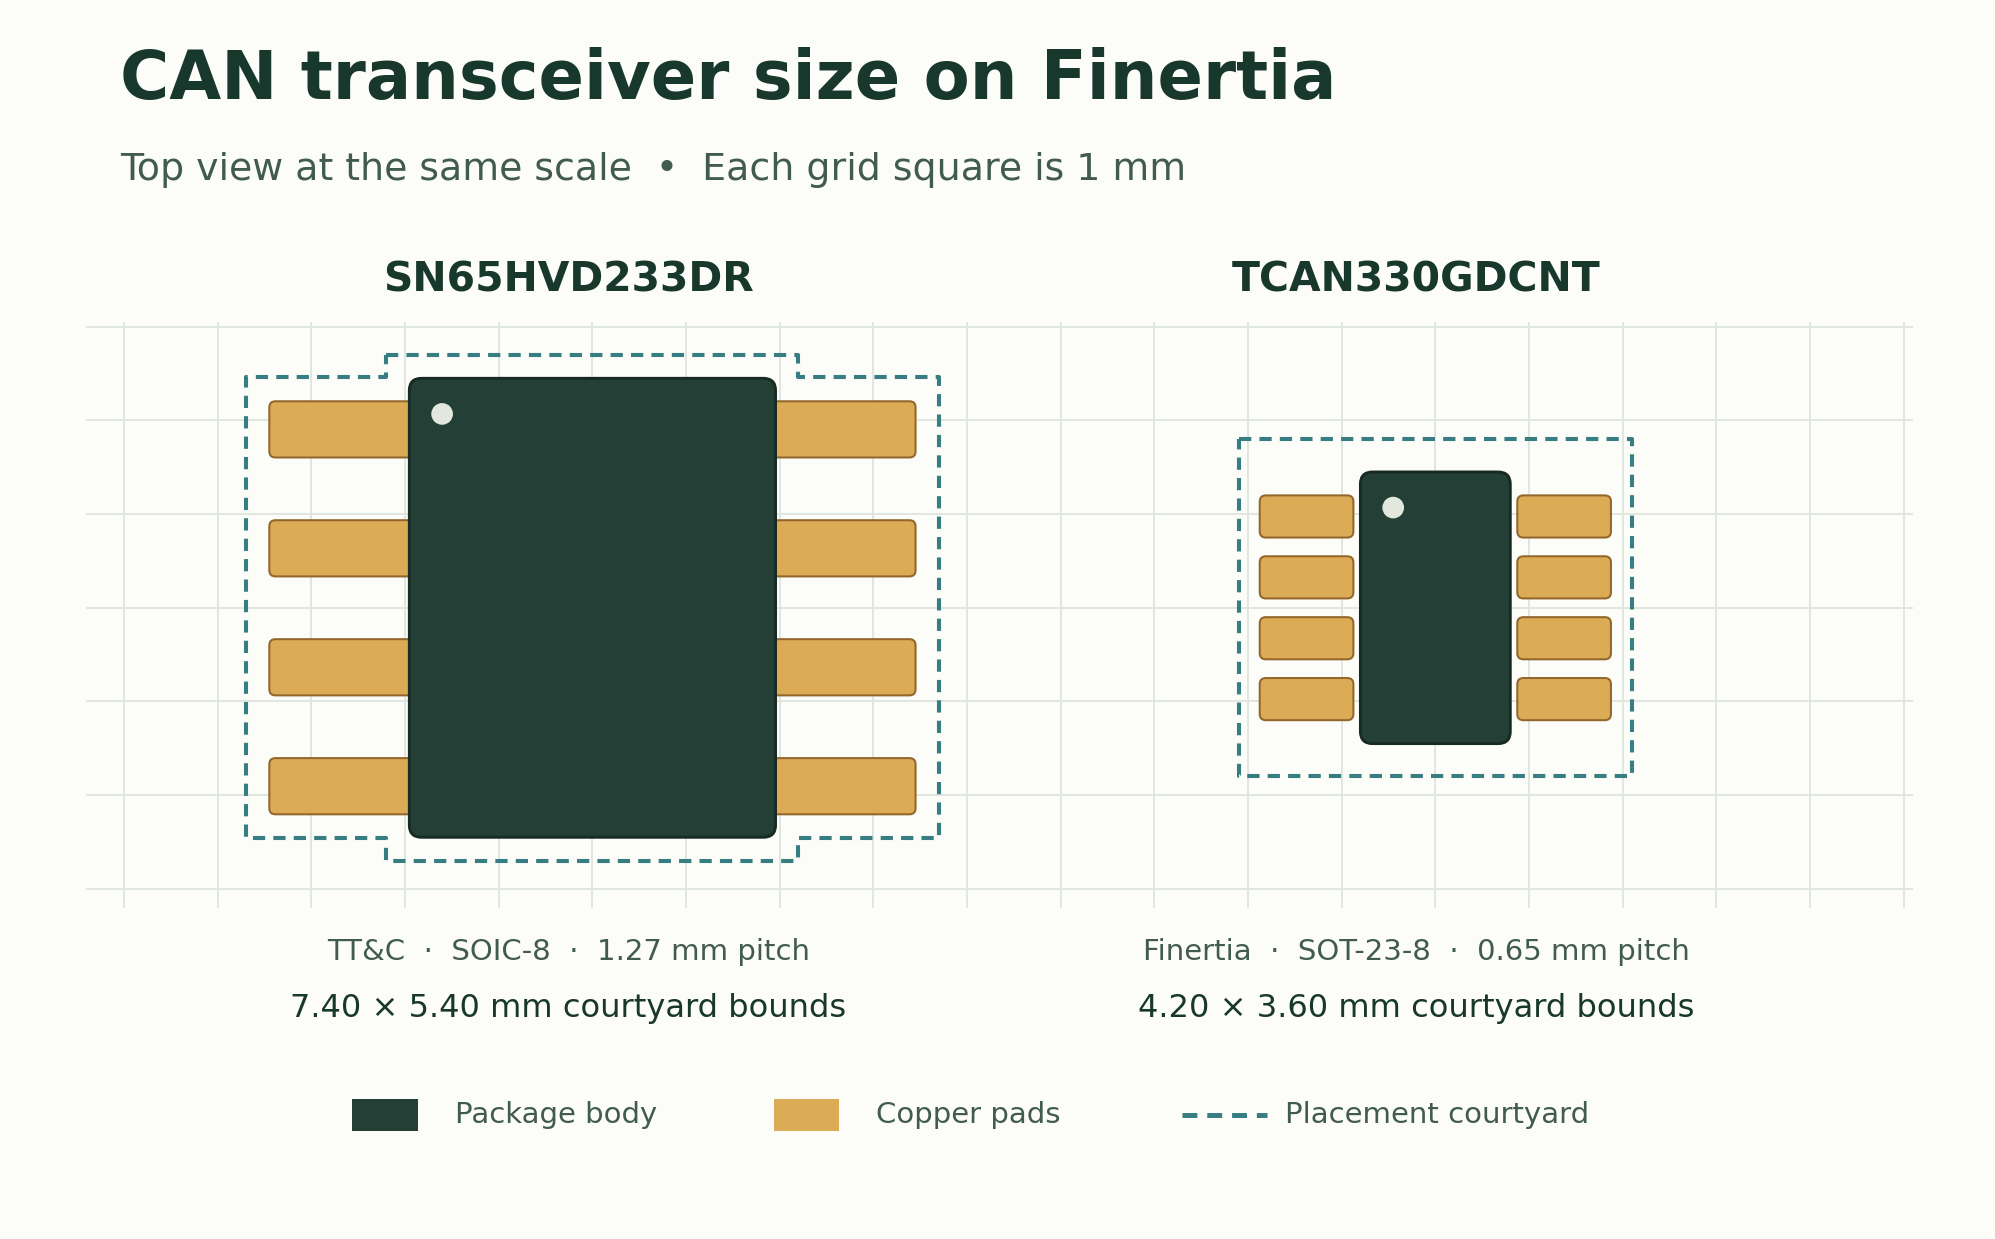 CAN transceiver size on Finertia
Top view at the same scale • Each grid square is 1 mm
SN65HVD233DR
TCAN330GDCNT
TT&C · SOIC-8 · 1.27 mm pitch
7.40 × 5.40 mm courtyard bounds
Finertia · SOT-23-8 · 0.65 mm pitch
4.20 × 3.60 mm courtyard bounds
Package body
Copper pads
Placement courtyard